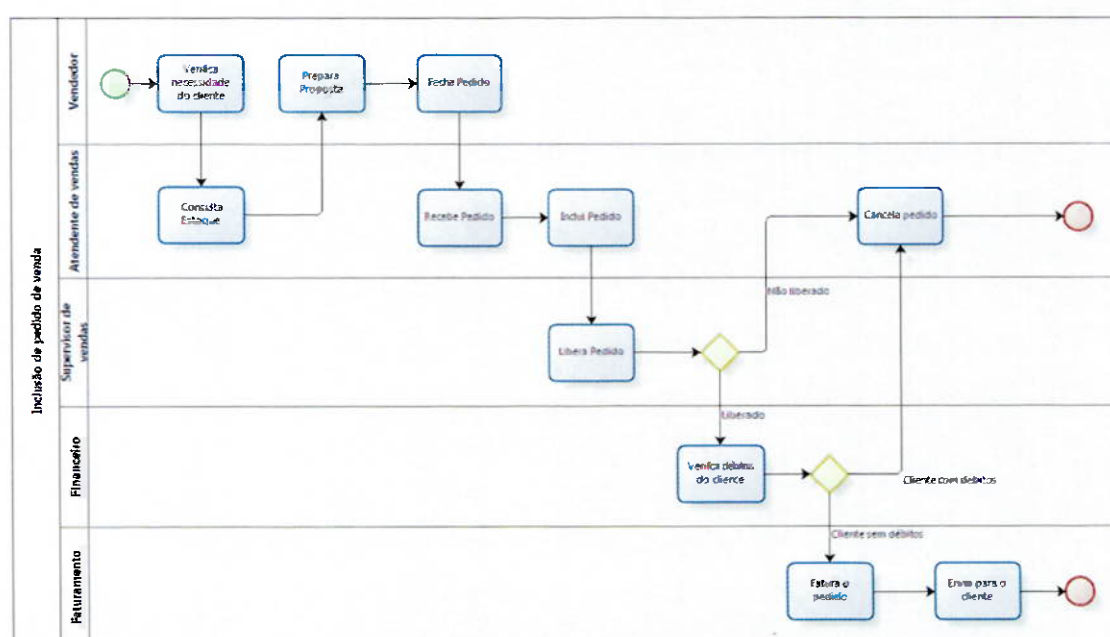 Inclusão de pedido de venda
Vendedor
Verifica
necessidade
do cliente
Prepara
Proposta
Fecha Pedido
Atendente de vendas
Consulta
Estoque
Recebe Pedido
Inclui Pedido
Cancela pedido
Não liberado
Supervisor de
vendas
Libera Pedido
Liberado
Financeiro
Verifica débitos
do cliente
Cliente com débitos
Cliente sem débitos
Faturamento
Fatura o
pedido
Envia para o
cliente